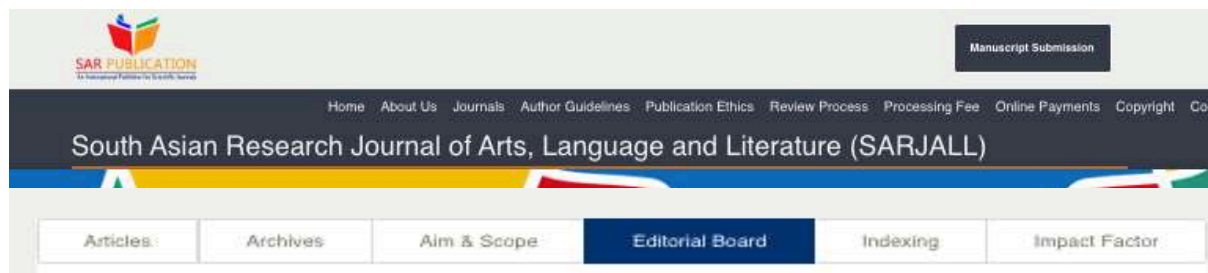 SAR PUBLICATION
Manuscript Submission
Home About Us Journals Author Guidelines Publication Ethics Review Process Processing Fee Online Payments Copyright Co
South Asian Research Journal of Arts, Language and Literature (SARJALL)
Articles Archives Aim & Scope Editorial Board Indexing Impact Factor